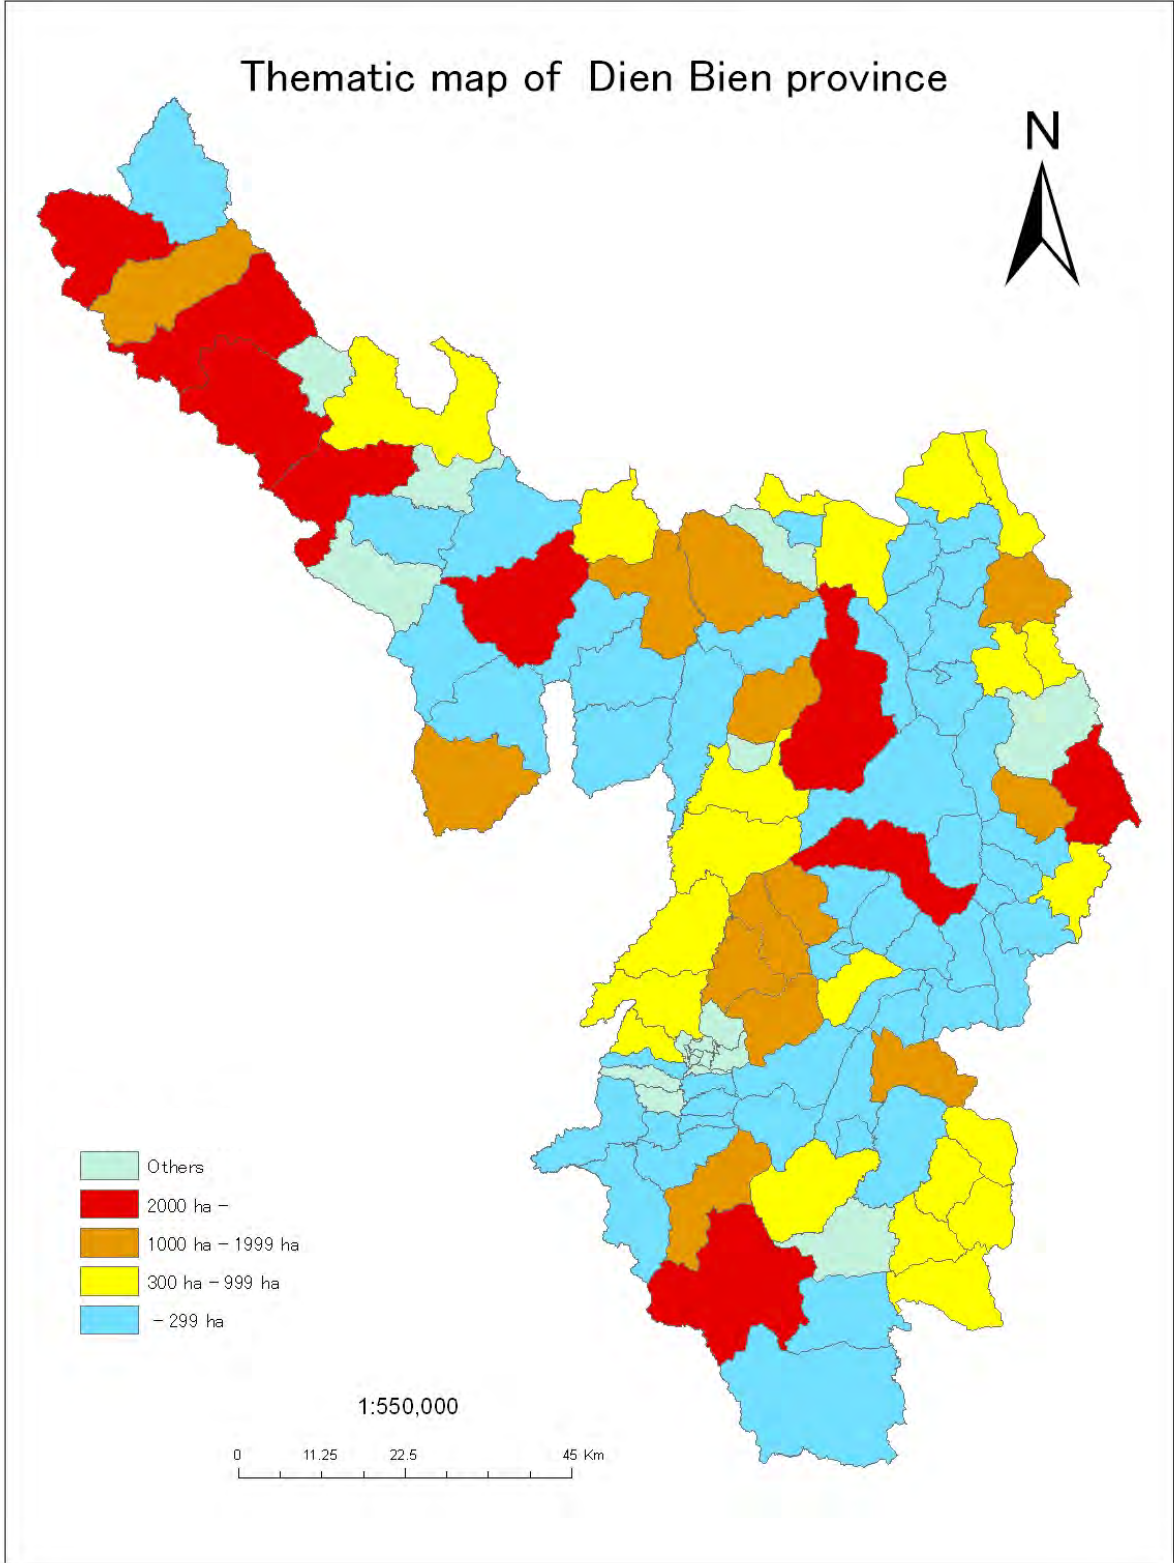 Thematic map of Dien Bien province
N
Others
2000 ha -
1000 ha - 1999 ha
300 ha - 999 ha
- 299 ha
1:550,000
0 11.25 22.5 45 Km